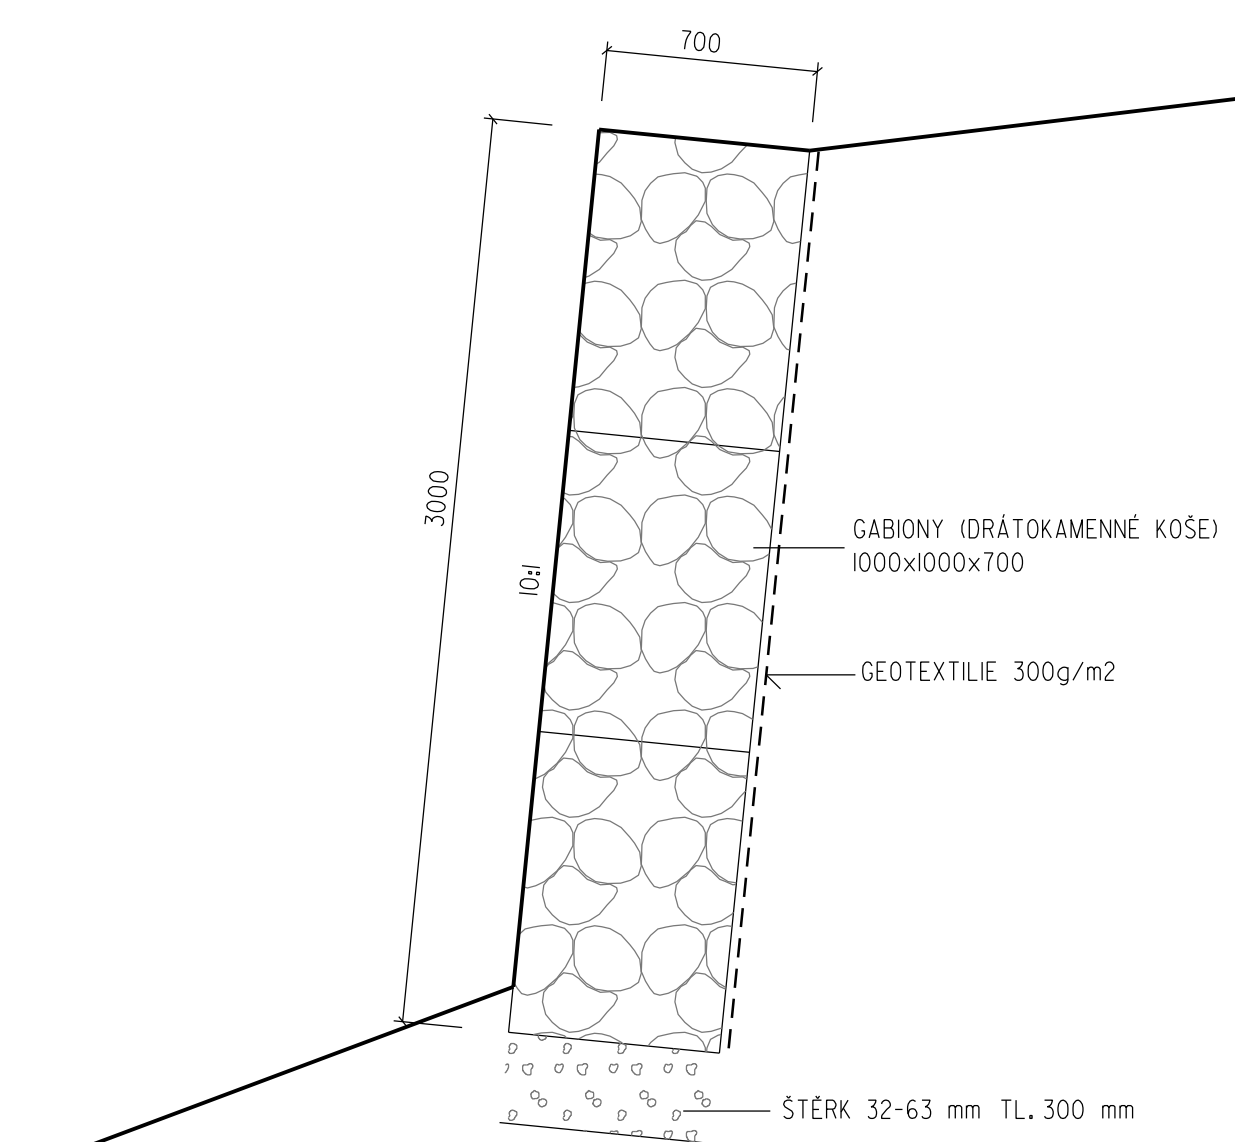 700
3000
10:1
GABIONY (DRÁTOKAMENNÉ KOŠE)
1000x1000x700
GEOTEXTILIE 300g/m2
ŠTĚRK 32-63 mm TL. 300 mm